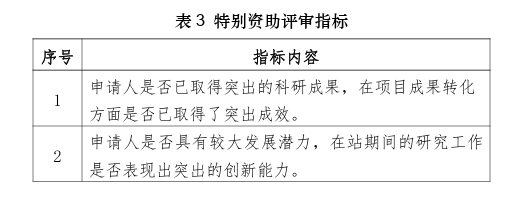 表 3 特别资助评审指标
序号 指标内容
1 申请人是否已取得突出的科研成果，在项目成果转化
方面是否已取得了突出成效。
2 申请人是否具有较大发展潜力，在站期间的研究工作
是否表现出突出的创新能力。